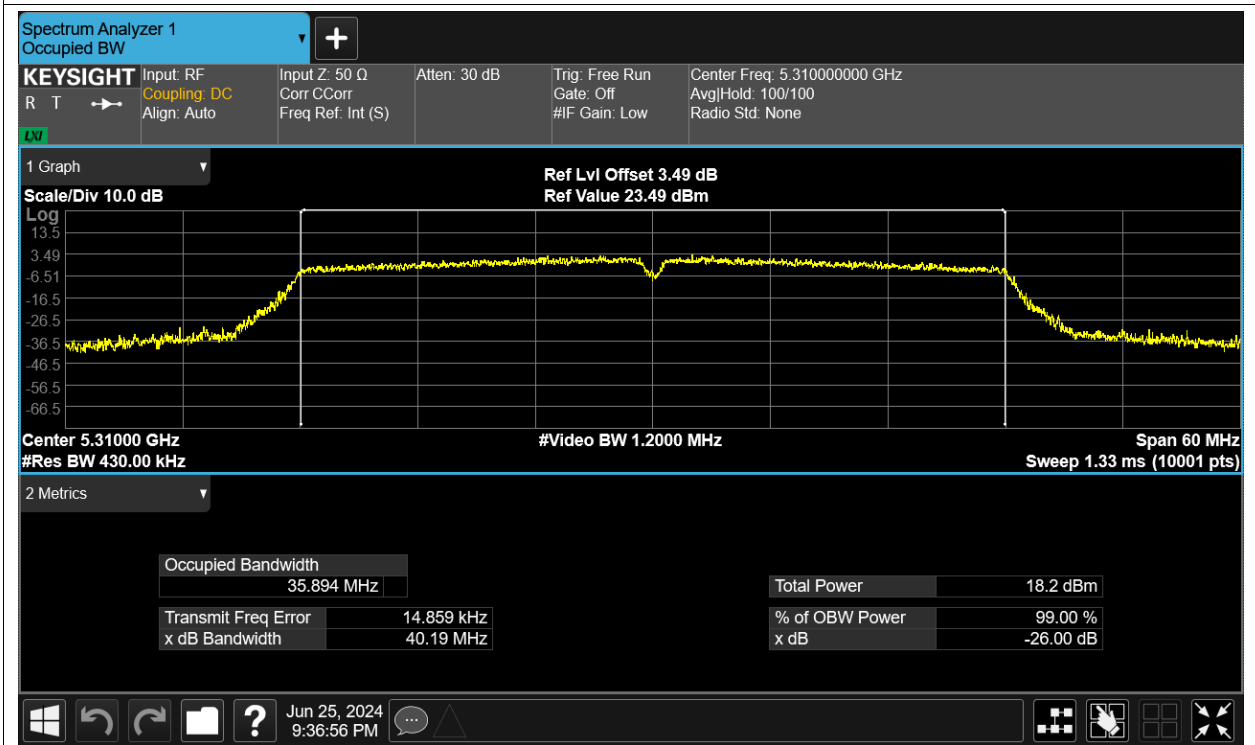 Spectrum Analyzer 1
Occupied BW
KEYSIGHT
R T
LXI
Input: RF
Coupling: DC
Align: Auto
Input Z: 50 Ω
Corr CCorr
Freq Ref: Int (S)
Atten: 30 dB
Trig: Free Run
Gate: Off
#IF Gain: Low
Center Freq: 5.310000000 GHz
Avg|Hold: 100/100
Radio Std: None
1 Graph
Scale/Div 10.0 dB
Ref Lvl Offset 3.49 dB
Ref Value 23.49 dBm
Log
13.5
3.49
-6.51
-16.5
-26.5
-36.5
-46.5
-56.5
-66.5
Center 5.31000 GHz
#Res BW 430.00 kHz
#Video BW 1.2000 MHz
Span 60 MHz
Sweep 1.33 ms (10001 pts)
2 Metrics
Occupied Bandwidth
35.894 MHz
Transmit Freq Error 14.859 kHz
x dB Bandwidth 40.19 MHz
Total Power 18.2 dBm
% of OBW Power 99.00 %
x dB -26.00 dB
?
Jun 25, 2024
9:36:56 PM